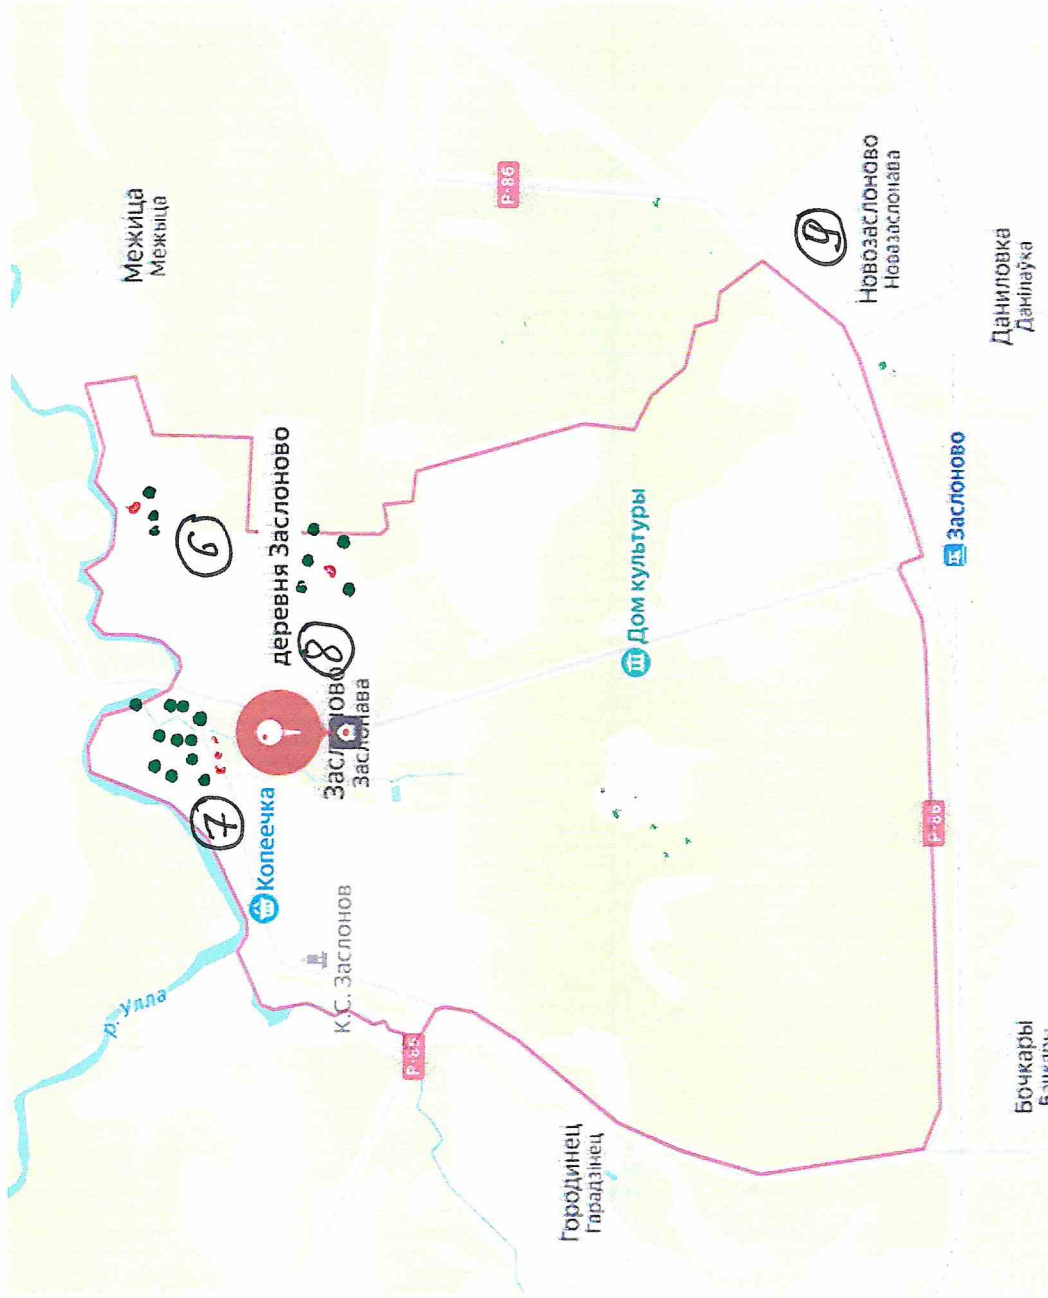 Межица
Межыца
P-86
9
Новозаслоново
Новазаслонава
Даниловка
Данілаўка
6
деревня Заслоново
8
Заслоново
Заслонава
7
Копеечка
Дом культуры
Заслоново
р. Улла
К.С. Заслонов
P-86
P-86
Городинец
Гарадзінец
Бочкары
Бачкары